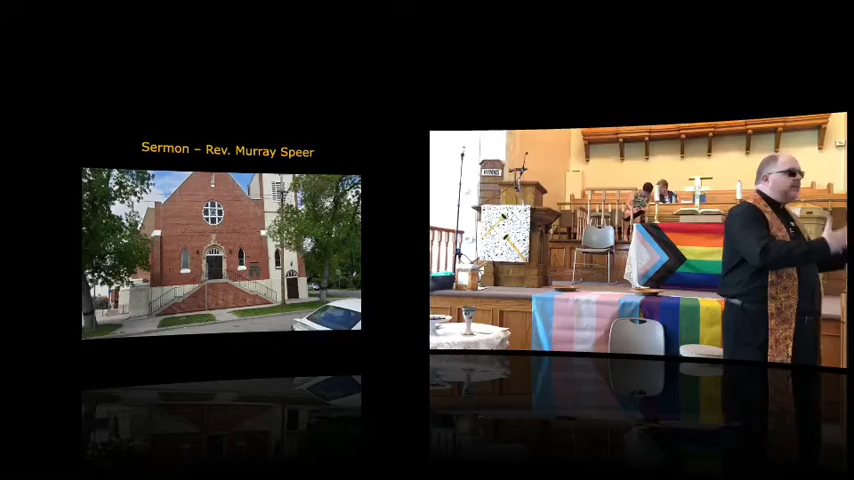 Sermon – Rev. Murray Speer
HYMNS